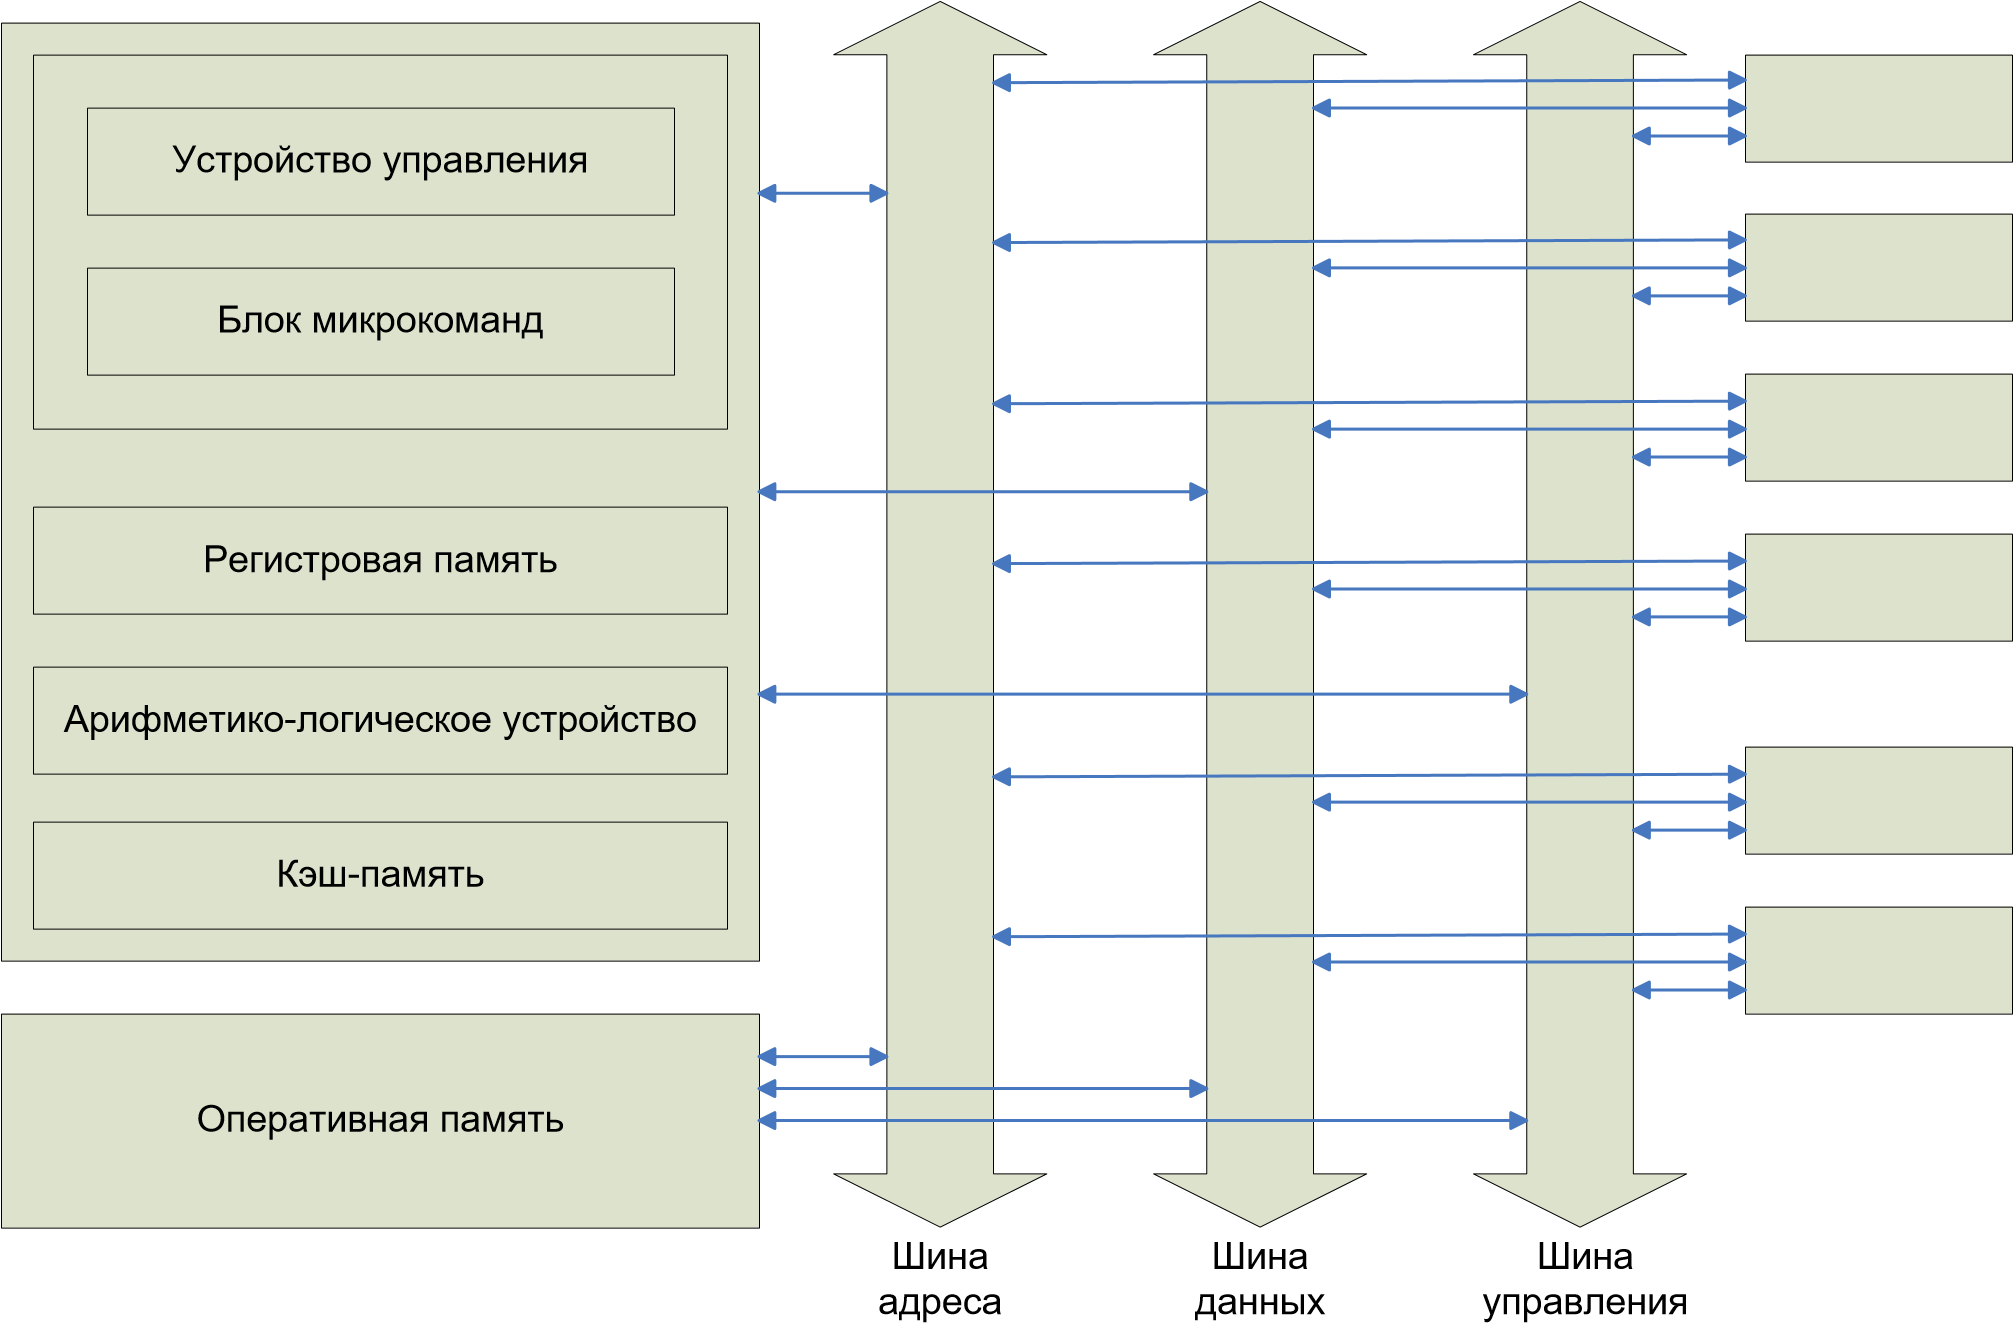 Устройство управления
Блок микрокоманд
Регистровая память
Арифметико-логическое устройство
Кэш-память
Оперативная память
Шина
адреса
Шина
данных
Шина
управления